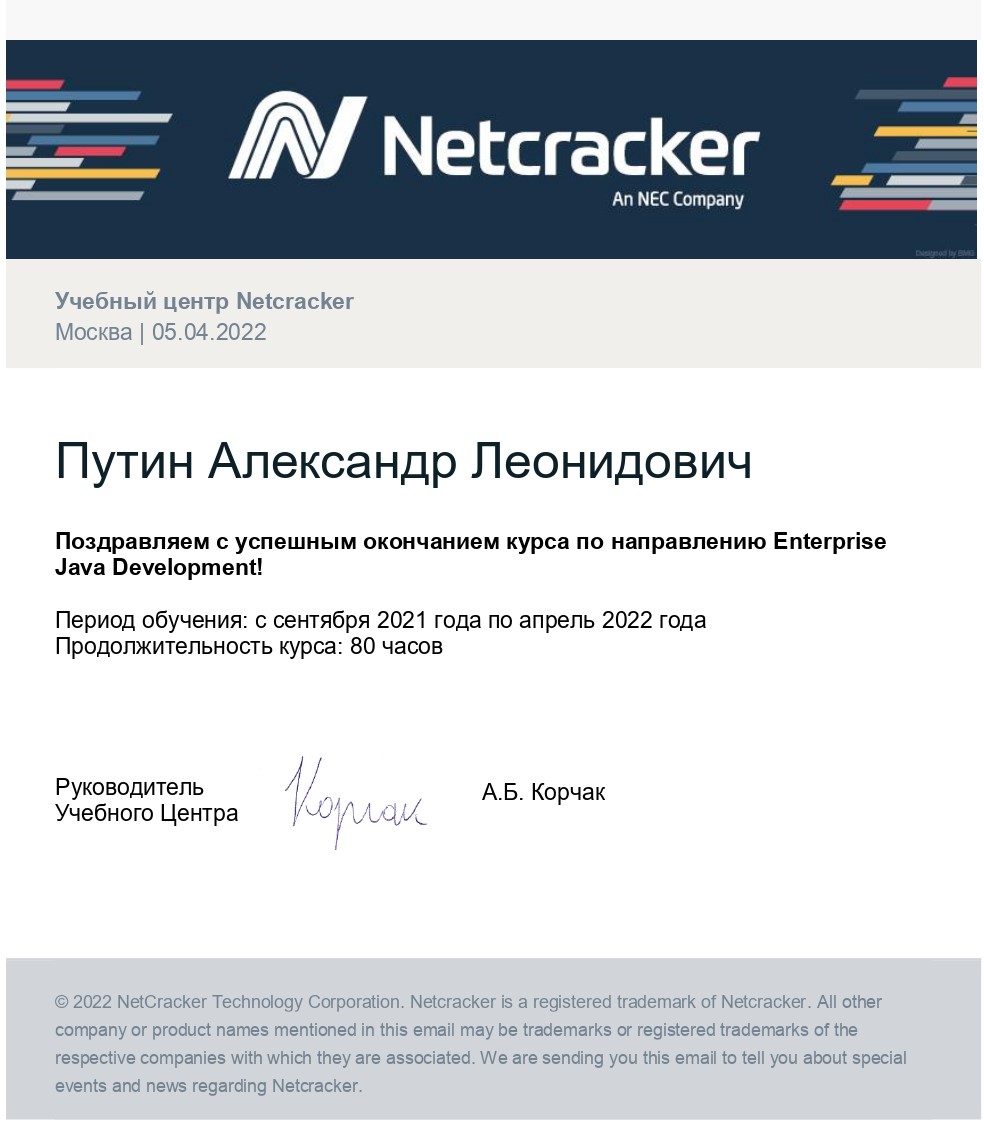 Netcracker
An NEC Company
Designed by BMG
Учебный центр Netcracker
Москва | 05.04.2022
Путин Александр Леонидович
Поздравляем с успешным окончанием курса по направлению Enterprise
Java Development!
Период обучения: с сентября 2021 года по апрель 2022 года
Продолжительность курса: 80 часов
Руководитель
Учебного Центра
Корчак
А.Б. Корчак
© 2022 NetCracker Technology Corporation. Netcracker is a registered trademark of Netcracker. All other
company or product names mentioned in this email may be trademarks or registered trademarks of the
respective companies with which they are associated. We are sending you this email to tell you about special
events and news regarding Netcracker.